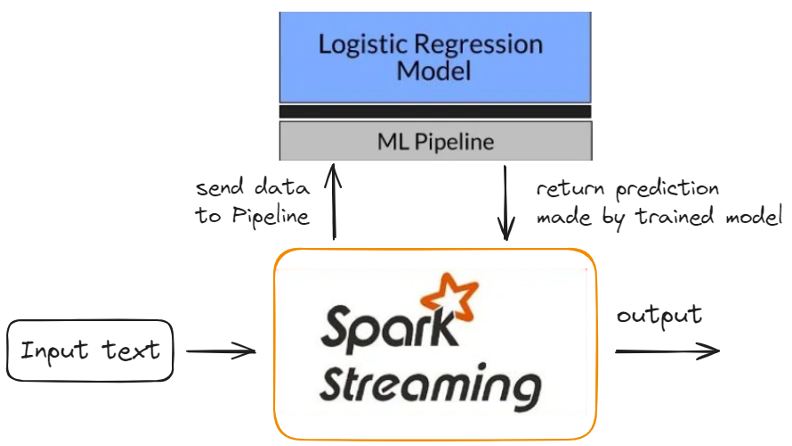 Logistic Regression
Model
ML Pipeline
send data
to Pipeline
return prediction
made by trained model
Input text
Spark
Streaming
output